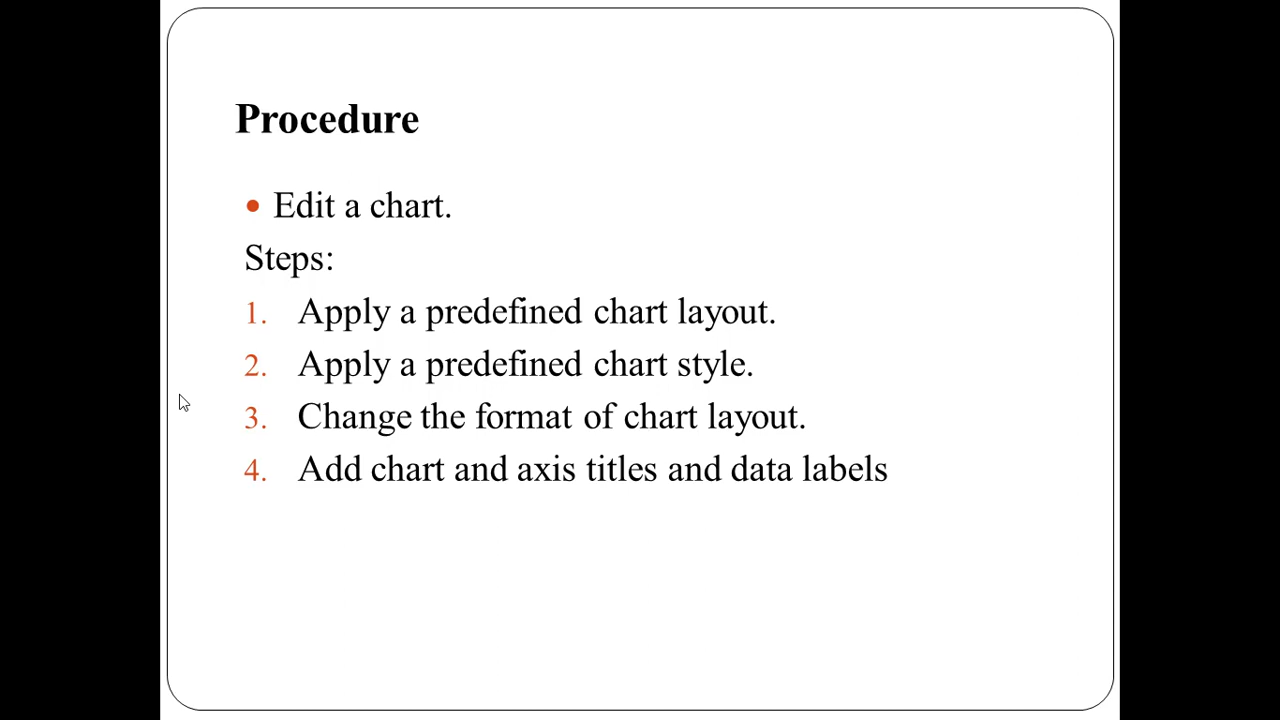 Procedure
• Edit a chart.
Steps:
1. Apply a predefined chart layout.
2. Apply a predefined chart style.
3. Change the format of chart layout.
4. Add chart and axis titles and data labels